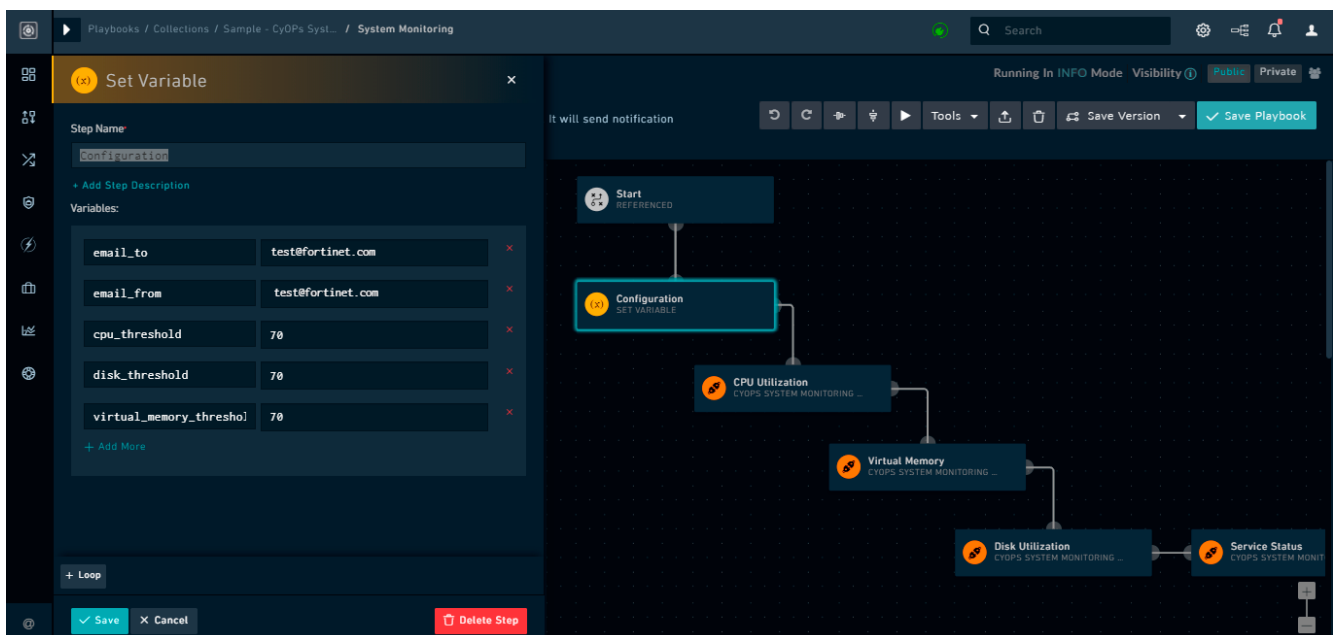 Playbooks / Collections / Sample - CyOPs Syst... / System Monitoring
Search
(x) Set Variable
Running In INFO Mode Visibility
Public
Private
It will send notification
Tools
Save Version
Save Playbook
Step Name
Configuration
+ Add Step Description
Variables:
email_to
test@fortinet.com
email_from
test@fortinet.com
cpu_threshold
70
disk_threshold
70
virtual_memory_threshol
70
+ Add More
+ Loop
Save
X Cancel
Delete Step
@
Start
REFERENCED
(x) Configuration
SET VARIABLE
CPU Utilization
CYOPS SYSTEM MONITORING ...
Virtual Memory
CYOPS SYSTEM MONITORING ...
Disk Utilization
CYOPS SYSTEM MONITORING ...
Service Status
CYOPS SYSTEM MONIT